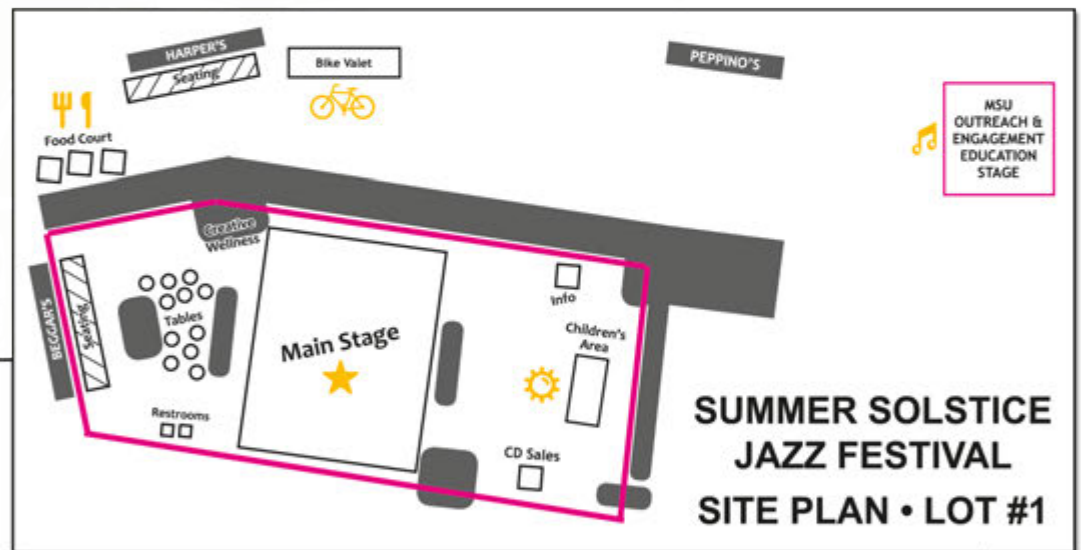 HARPER'S
Seating
Bike Valet
PEPPINO'S
MSU
OUTREACH &
ENGAGEMENT
EDUCATION
STAGE
Food Court
Creative
Wellness
BEGGAR'S
Seating
Tables
Restrooms
Main Stage
Info
Children's
Area
CD Sales
SUMMER SOLSTICE
JAZZ FESTIVAL
SITE PLAN • LOT #1